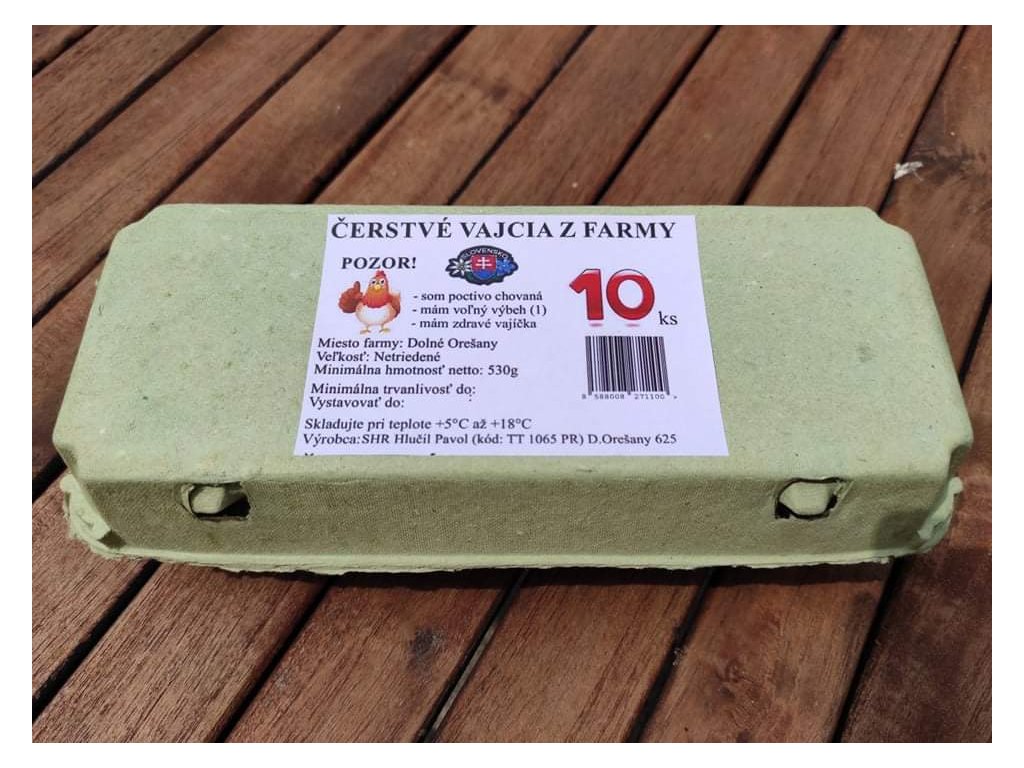 ČERSTVÉ VAJCIA Z FARMY
POZOR!
SLOVENSKO
- som poctivo chovaná
- mám voľný výbeh (1)
- mám zdravé vajíčka
10 ks
Miesto farmy: Dolné Orešany
Veľkosť: Netriedené
Minimálna hmotnosť netto: 530g
Minimálna trvanlivosť do:
Vystavovať do:
8 588008 271100 >
Skladujte pri teplote +5°C až +18°C
Výrobca:SHR Hlučil Pavol (kód: TT 1065 PR) D.Orešany 625